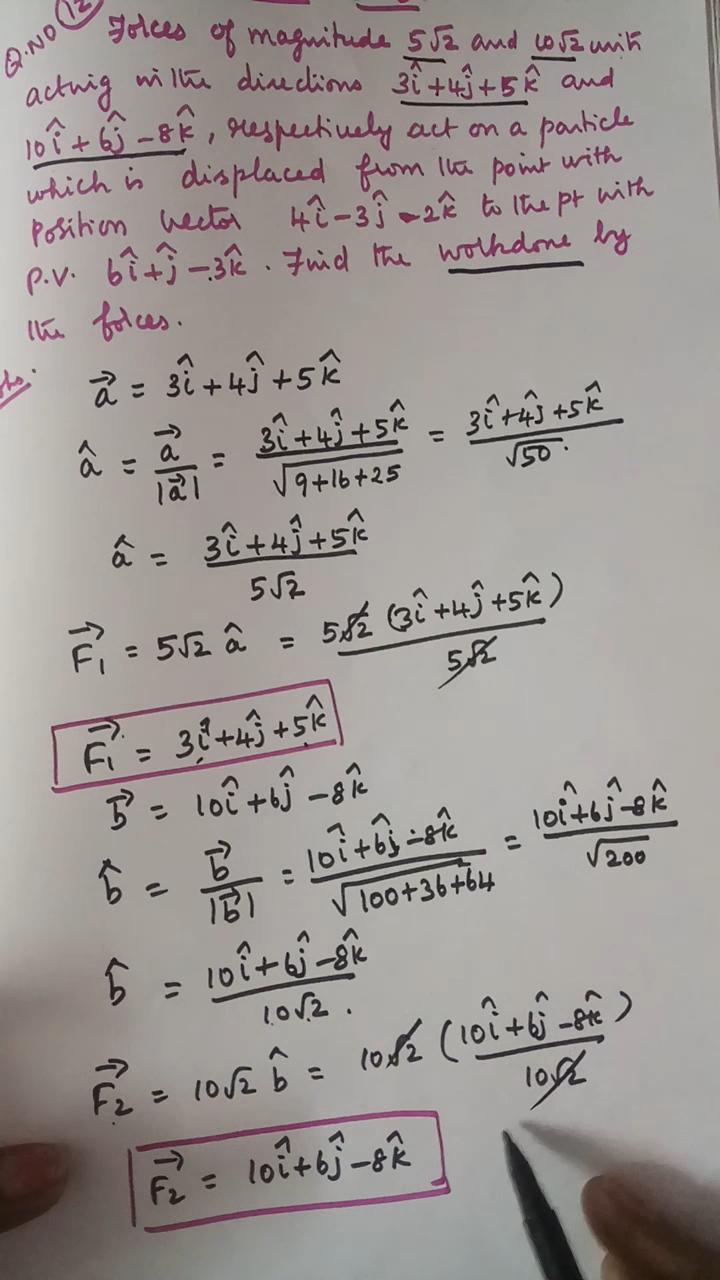 Q.NO 12 Forces of magnitude 5√2 and 10√2 units
acting in the directions 3î+4ĵ+5k̂ and
10î+6ĵ-8k̂, respectively act on a particle
which is displaced from the point with
position vector 4î-3ĵ-2k̂ to the pt with
p.v. 6î+ĵ-3k̂. Find the workdone by
the forces.
Soln.
a⃗ = 3î+4ĵ+5k̂
â = a⃗/|a⃗| = (3î+4ĵ+5k̂)/√(9+16+25) = (3î+4ĵ+5k̂)/√50.
â = (3î+4ĵ+5k̂)/5√2
F⃗₁ = 5√2 â = 5√2 (3î+4ĵ+5k̂)/5√2
F⃗₁ = 3î+4ĵ+5k̂
b⃗ = 10î+6ĵ-8k̂
b̂ = b⃗/|b⃗| = (10î+6ĵ-8k̂)/√(100+36+64) = (10î+6ĵ-8k̂)/√200
b̂ = (10î+6ĵ-8k̂)/10√2.
F⃗₂ = 10√2 b̂ = 10√2 (10î+6ĵ-8k̂)/10√2
F⃗₂ = 10î+6ĵ-8k̂